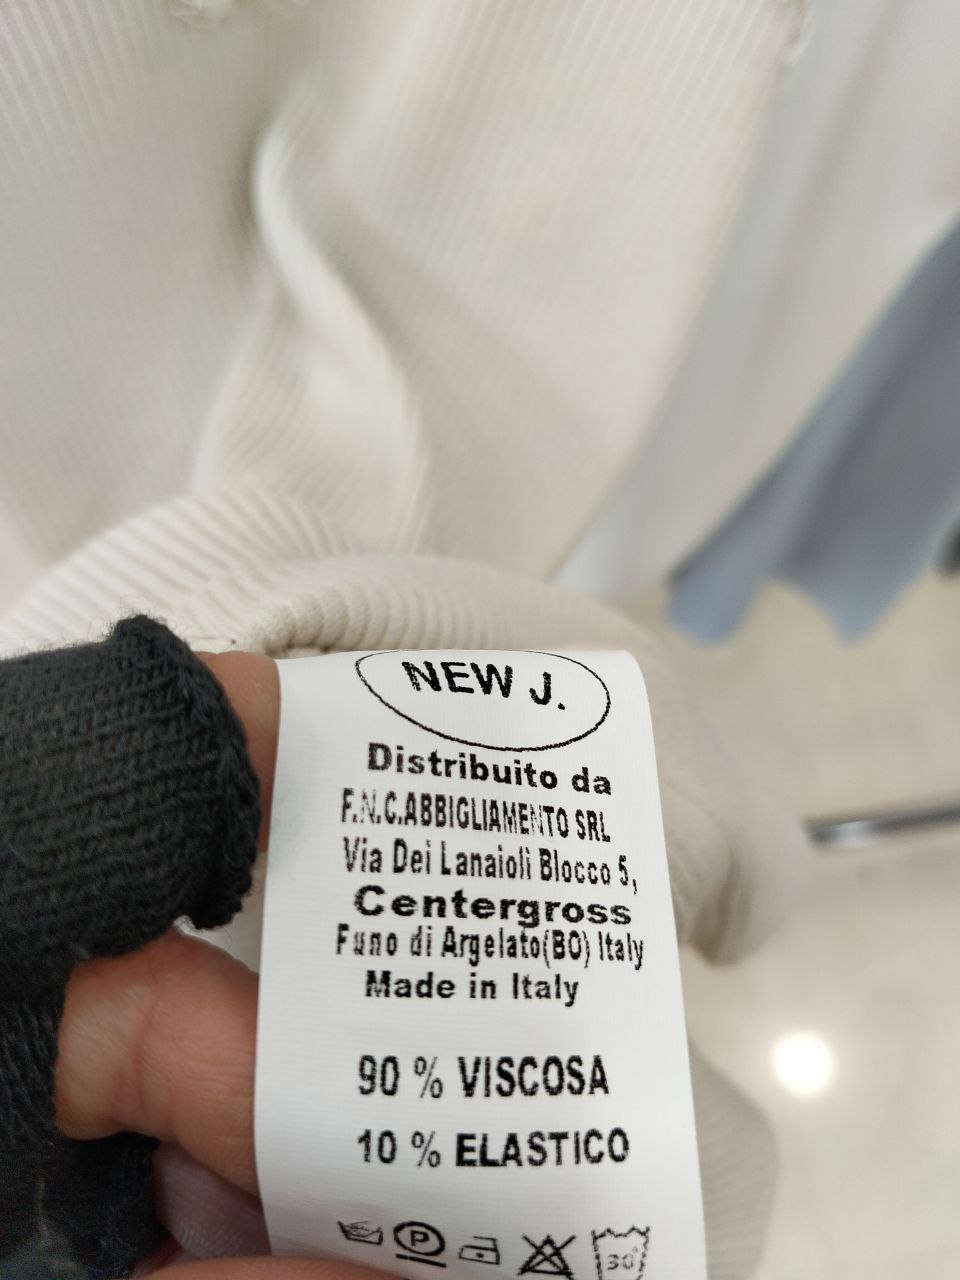 NEW J.
Distribuito da
F.N.C.ABBIGLIAMENTO SRL
Via Dei Lanaioli Blocco 5,
Centergross
Funo di Argelato(BO) Italy
Made in Italy
90 % VISCOSA
10 % ELASTICO
P 30°